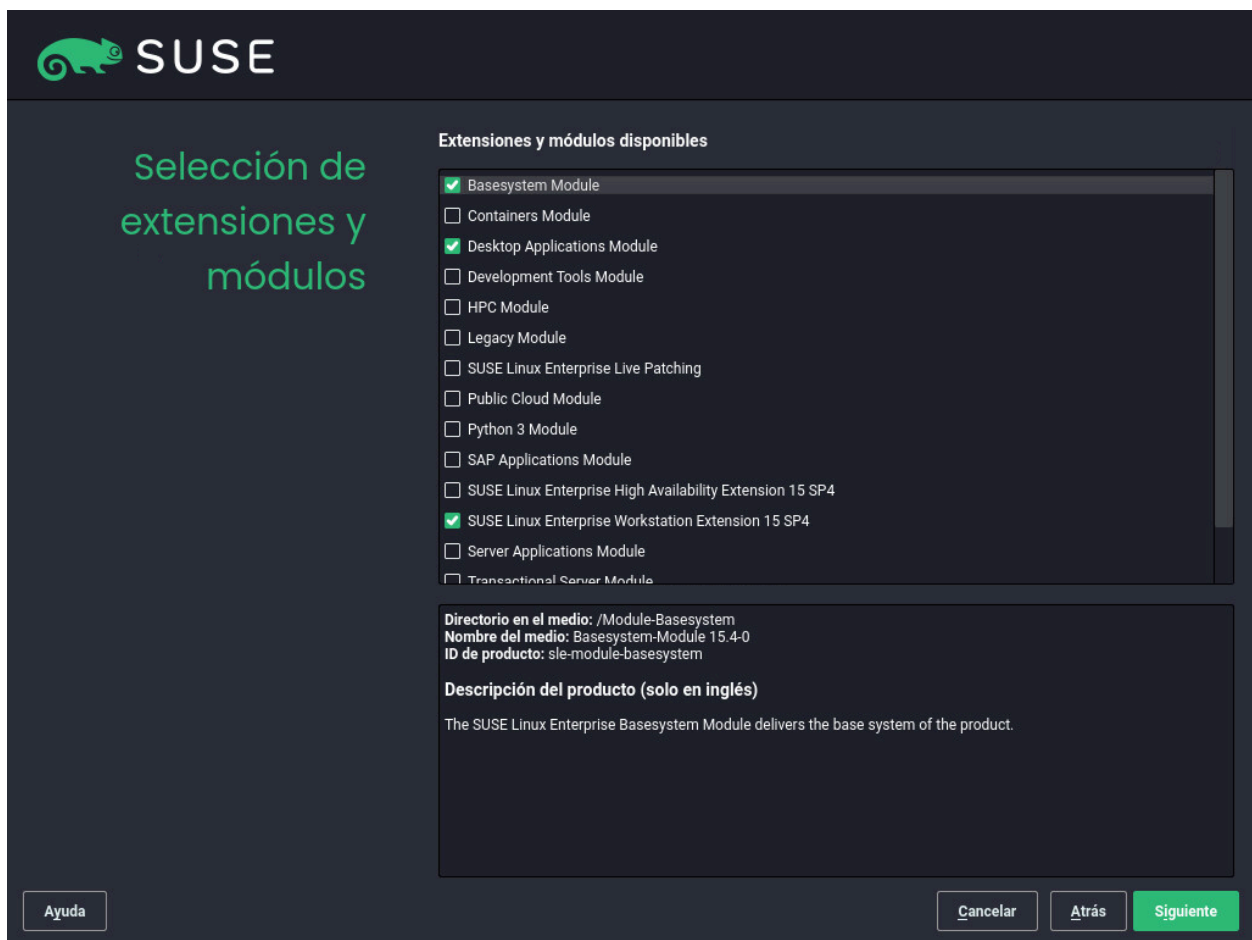 SUSE
Selección de
extensiones y
módulos
Extensiones y módulos disponibles
Basesystem Module
Containers Module
Desktop Applications Module
Development Tools Module
HPC Module
Legacy Module
SUSE Linux Enterprise Live Patching
Public Cloud Module
Python 3 Module
SAP Applications Module
SUSE Linux Enterprise High Availability Extension 15 SP4
SUSE Linux Enterprise Workstation Extension 15 SP4
Server Applications Module
Transactional Server Module
Directorio en el medio: /Module-Basesystem
Nombre del medio: Basesystem-Module 15.4-0
ID de producto: sle-module-basesystem
Descripción del producto (solo en inglés)
The SUSE Linux Enterprise Basesystem Module delivers the base system of the product.
Ayuda
Cancelar
Atrás
Siguiente